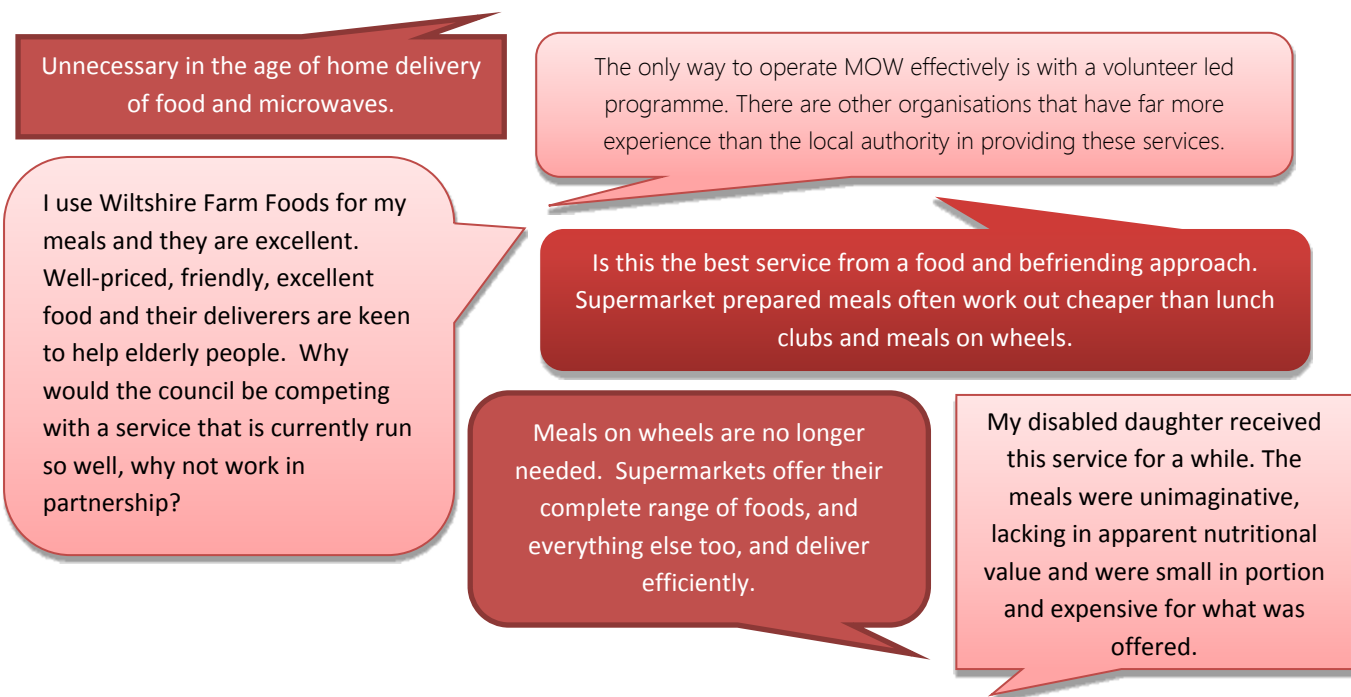 Unnecessary in the age of home delivery
of food and microwaves.
The only way to operate MOW effectively is with a volunteer led
programme. There are other organisations that have far more
experience than the local authority in providing these services.
I use Wiltshire Farm Foods for my
meals and they are excellent.
Well-priced, friendly, excellent
food and their deliverers are keen
to help elderly people.  Why
would the council be competing
with a service that is currently run
so well, why not work in
partnership?
Is this the best service from a food and befriending approach.
Supermarket prepared meals often work out cheaper than lunch
clubs and meals on wheels.
Meals on wheels are no longer
needed.  Supermarkets offer their
complete range of foods, and
everything else too, and deliver
efficiently.
My disabled daughter received
this service for a while. The
meals were unimaginative,
lacking in apparent nutritional
value and were small in portion
and expensive for what was
offered.